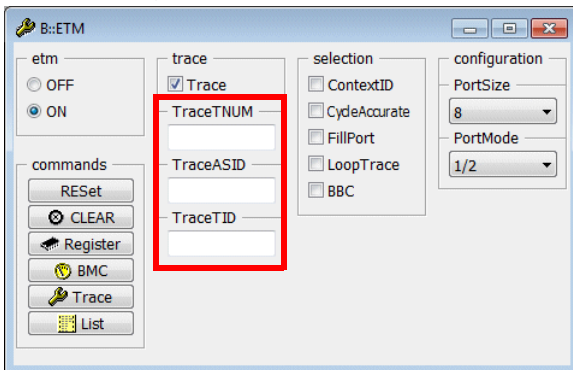 B::ETM
etm
OFF
ON
commands
RESet
CLEAR
Register
BMC
Trace
List
trace
Trace
TraceTNUM
TraceASID
TraceTID
selection
ContextID
CycleAccurate
FillPort
LoopTrace
BBC
configuration
PortSize
8
PortMode
1/2